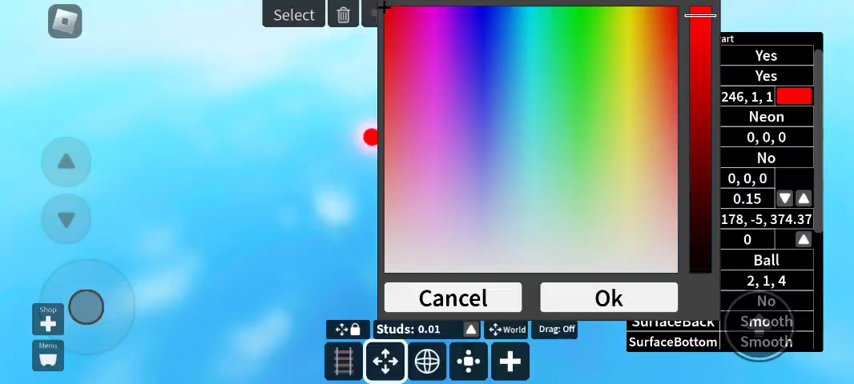 Select
art
Yes
Yes
246, 1, 1
Neon
0, 0, 0
No
0, 0, 0
0.15
178, -5, 374.37
0
Ball
2, 1, 4
No
Cancel
Ok
Shop
Menu
Studs: 0.01
World
Drag: Off
SurfaceBack
Smooth
SurfaceBottom
Smooth